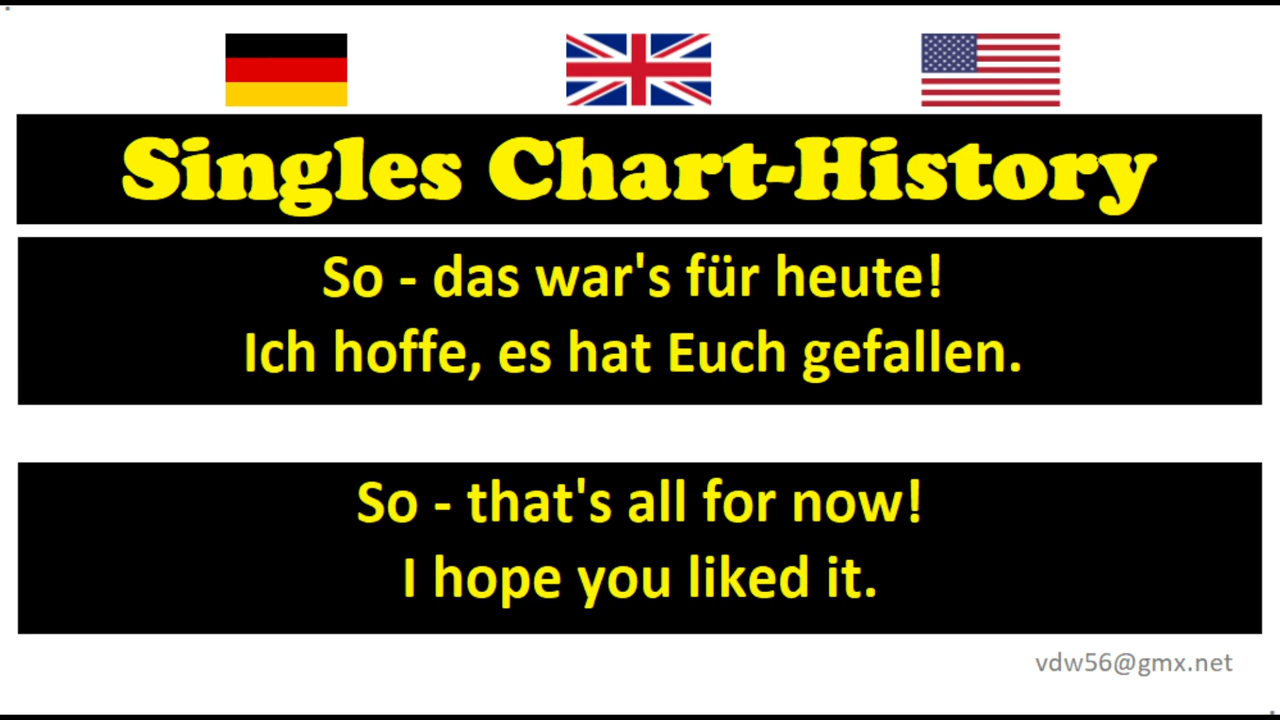 Singles Chart-History
So - das war's für heute!
Ich hoffe, es hat Euch gefallen.
So - that's all for now!
I hope you liked it.
vdw56@gmx.net